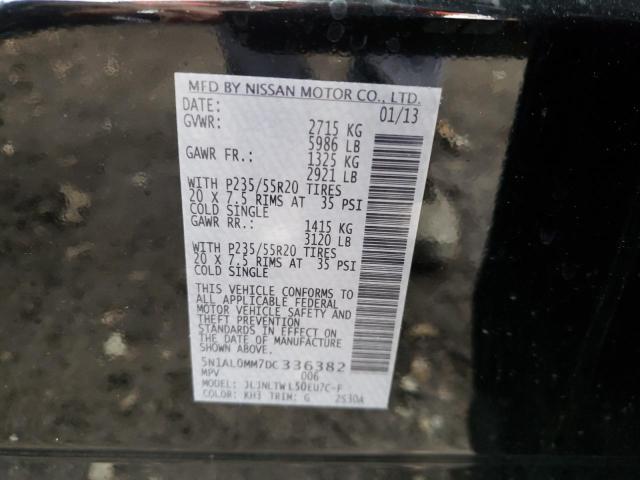 MFD BY NISSAN MOTOR CO., LTD.
DATE: 01/13
GVWR: 2715 KG
5986 LB
GAWR FR.: 1325 KG
2921 LB
WITH P235/55R20 TIRES
20 X 7.5 RIMS AT 35 PSI
COLD SINGLE
GAWR RR.: 1415 KG
3120 LB
WITH P235/55R20 TIRES
20 X 7.5 RIMS AT 35 PSI
COLD SINGLE
THIS VEHICLE CONFORMS TO
ALL APPLICABLE FEDERAL
MOTOR VEHICLE SAFETY AND
THEFT PREVENTION
STANDARDS IN EFFECT ON THE
DATE OF MANUFACTURE
SHOWN ABOVE.
5N1AL0MM7DC336382
MPV 006
MODEL: JLJNLTWL50EU7C-F
COLOR: KH3 TRIM: G 2S30A